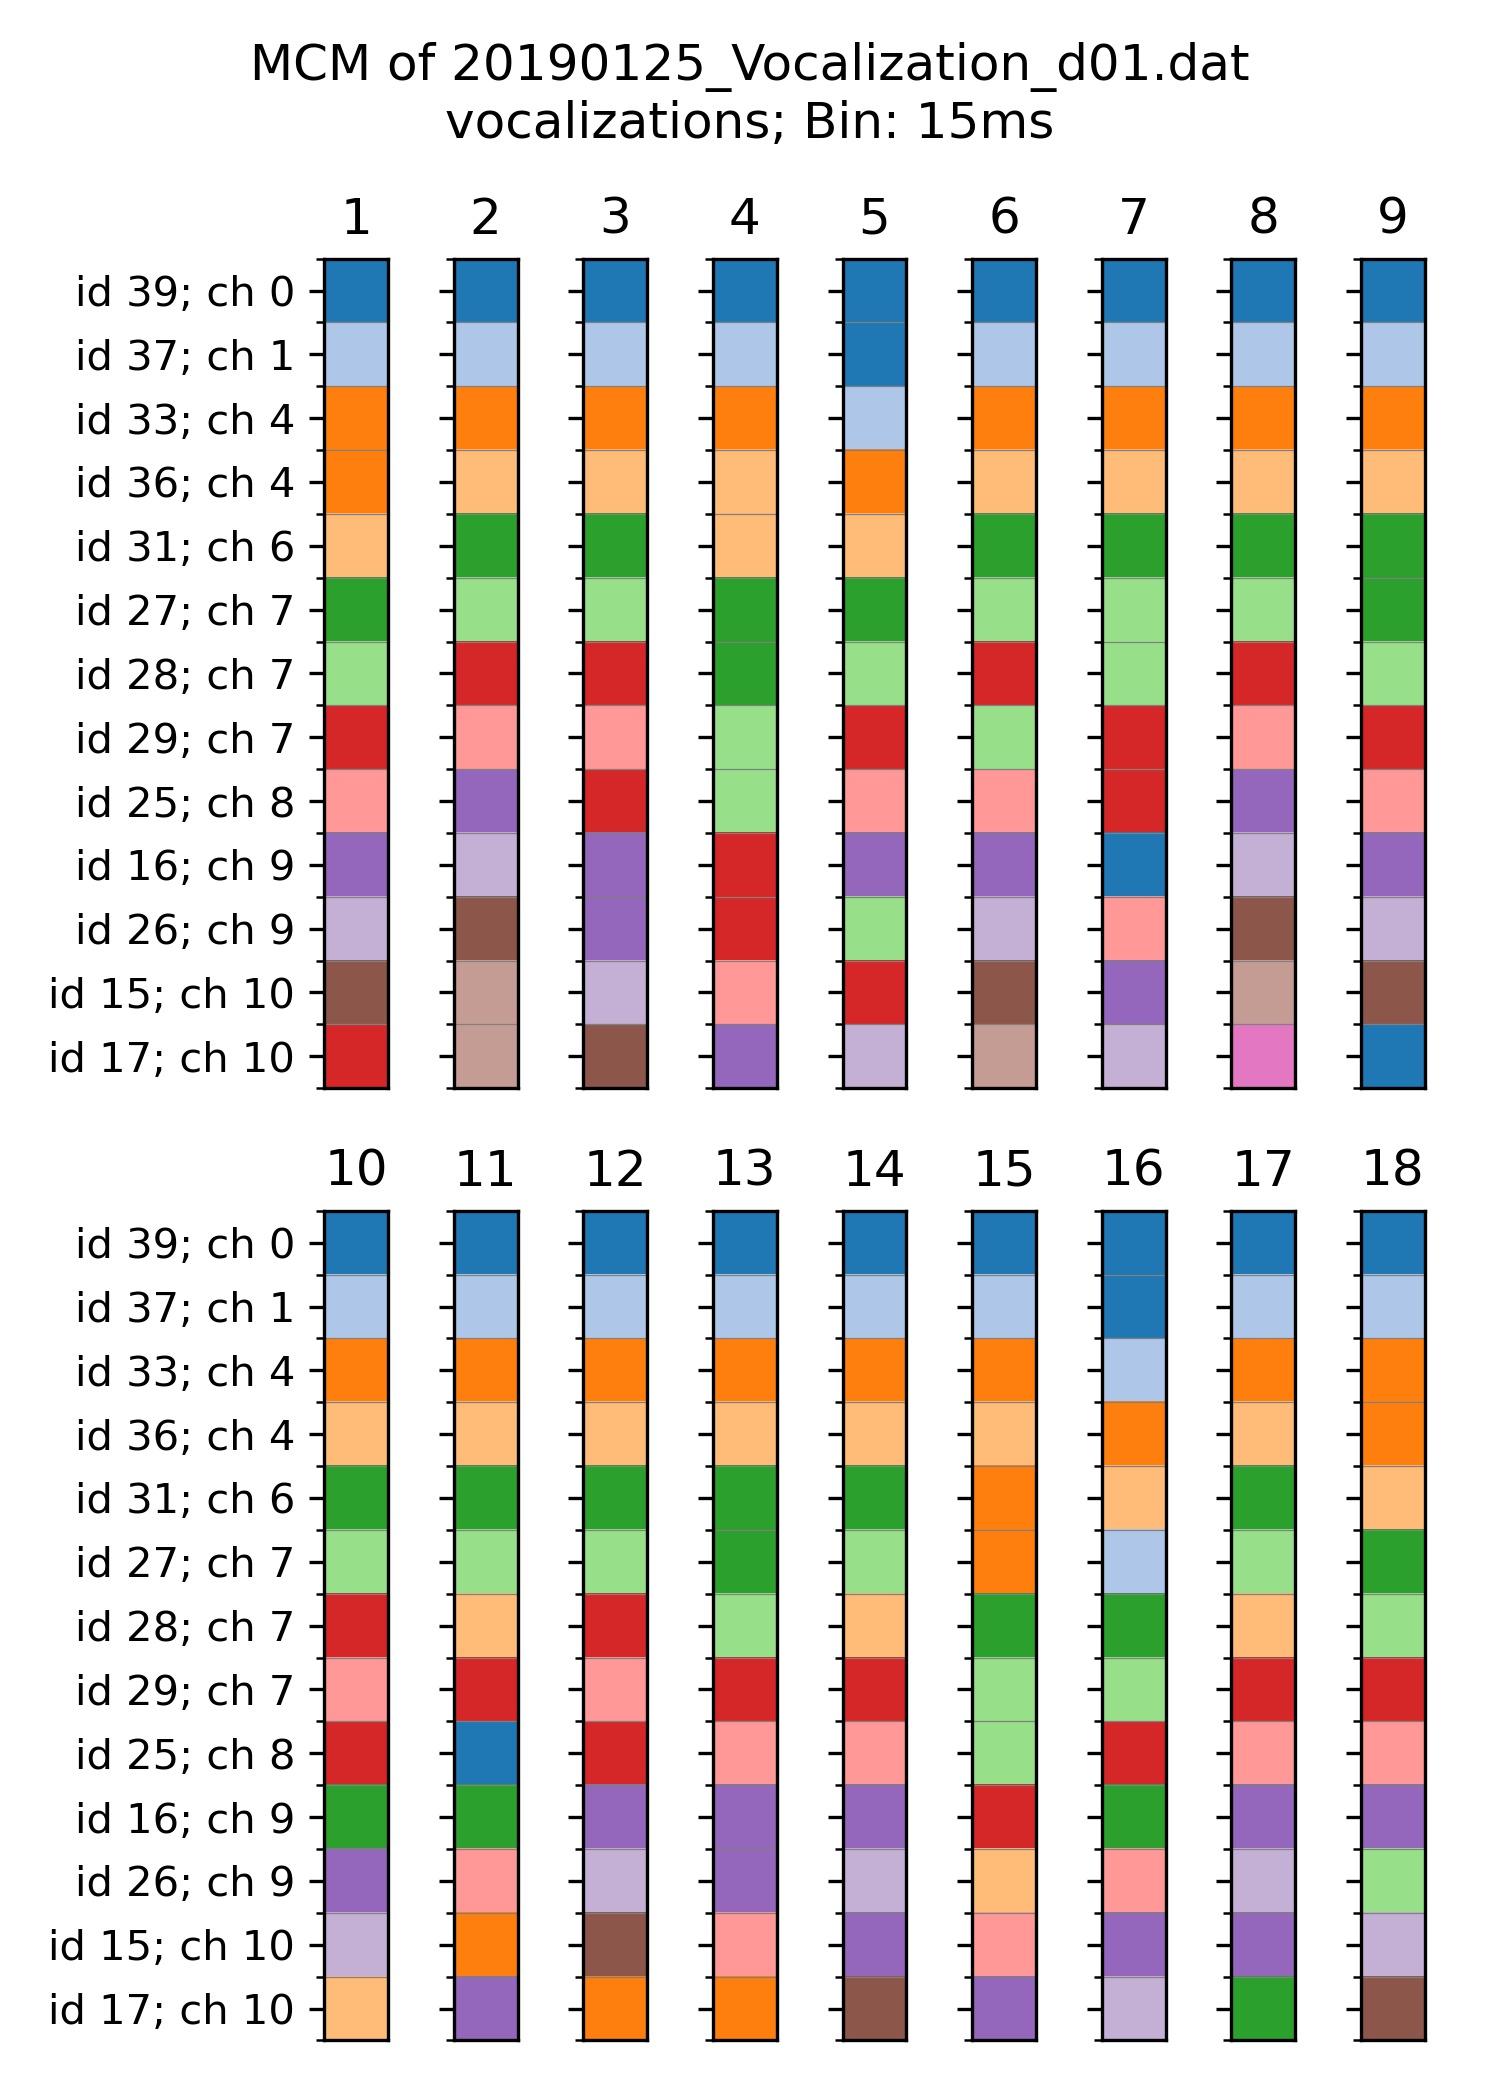 MCM of 20190125_Vocalization_d01.dat
vocalizations; Bin: 15ms
1 2 3 4 5 6 7 8 9
id 39; ch 0
id 37; ch 1
id 33; ch 4
id 36; ch 4
id 31; ch 6
id 27; ch 7
id 28; ch 7
id 29; ch 7
id 25; ch 8
id 16; ch 9
id 26; ch 9
id 15; ch 10
id 17; ch 10
10 11 12 13 14 15 16 17 18
id 39; ch 0
id 37; ch 1
id 33; ch 4
id 36; ch 4
id 31; ch 6
id 27; ch 7
id 28; ch 7
id 29; ch 7
id 25; ch 8
id 16; ch 9
id 26; ch 9
id 15; ch 10
id 17; ch 10